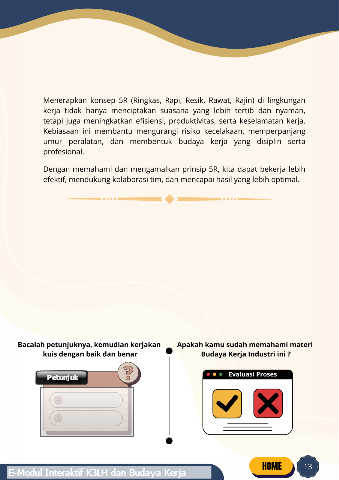 Menerapkan konsep 5R (Ringkas, Rapi, Resik, Rawat, Rajin) di lingkungan
kerja tidak hanya menciptakan suasana yang lebih tertib dan nyaman,
tetapi juga meningkatkan efisiensi, produktivitas, serta keselamatan kerja.
Kebiasaan ini membantu mengurangi risiko kecelakaan, memperpanjang
umur peralatan, dan membentuk budaya kerja yang disiplin serta
profesional.
Dengan memahami dan mengamalkan prinsip 5R, kita dapat bekerja lebih
efektif, mendukung kolaborasi tim, dan mencapai hasil yang lebih optimal.
Bacalah petunjuknya, kemudian kerjakan
kuis dengan baik dan benar
Petunjuk
Apakah kamu sudah memahami materi
Budaya Kerja Industri ini ?
Evaluasi Proses
E-Modul Interaktif K3LH dan Budaya Kerja
HOME
13